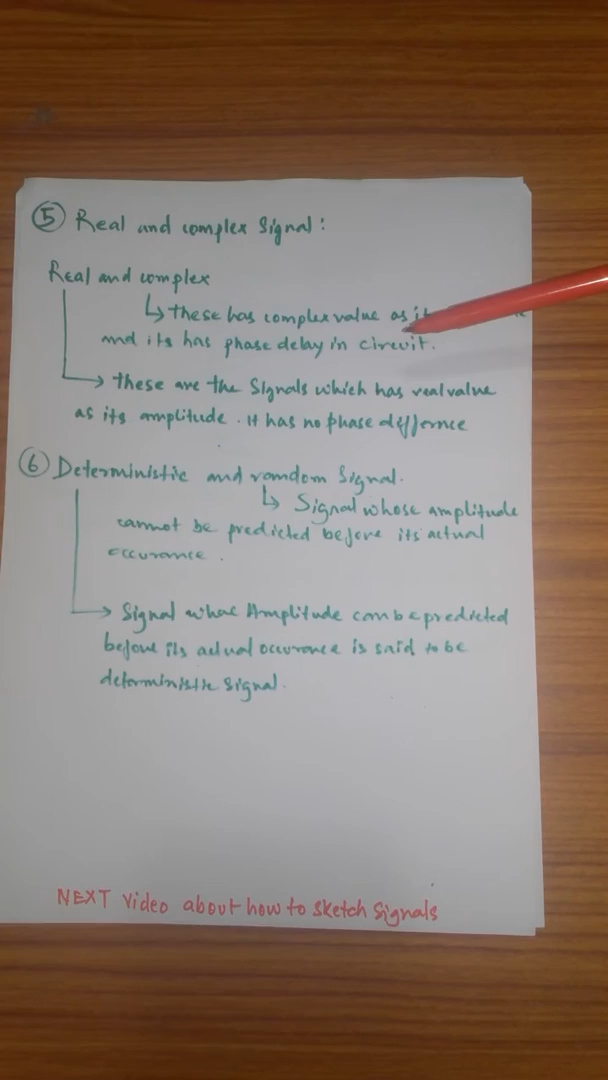 ⑤ Real and complex Signal:
Real and complex
↳ these has complex value as
and its has phase delay in circuit.
→ these are the Signals which has real value
as its amplitude. It has no phase differnce
⑥ Deterministic and random Signal.
↳ Signal whose amplitude
cannot be predicted before its actual
occurance.
→ Signal whose Amplitude can be predicted
before its actual occurance is said to be
deterministic signal.
NEXT Video about how to sketch Signals